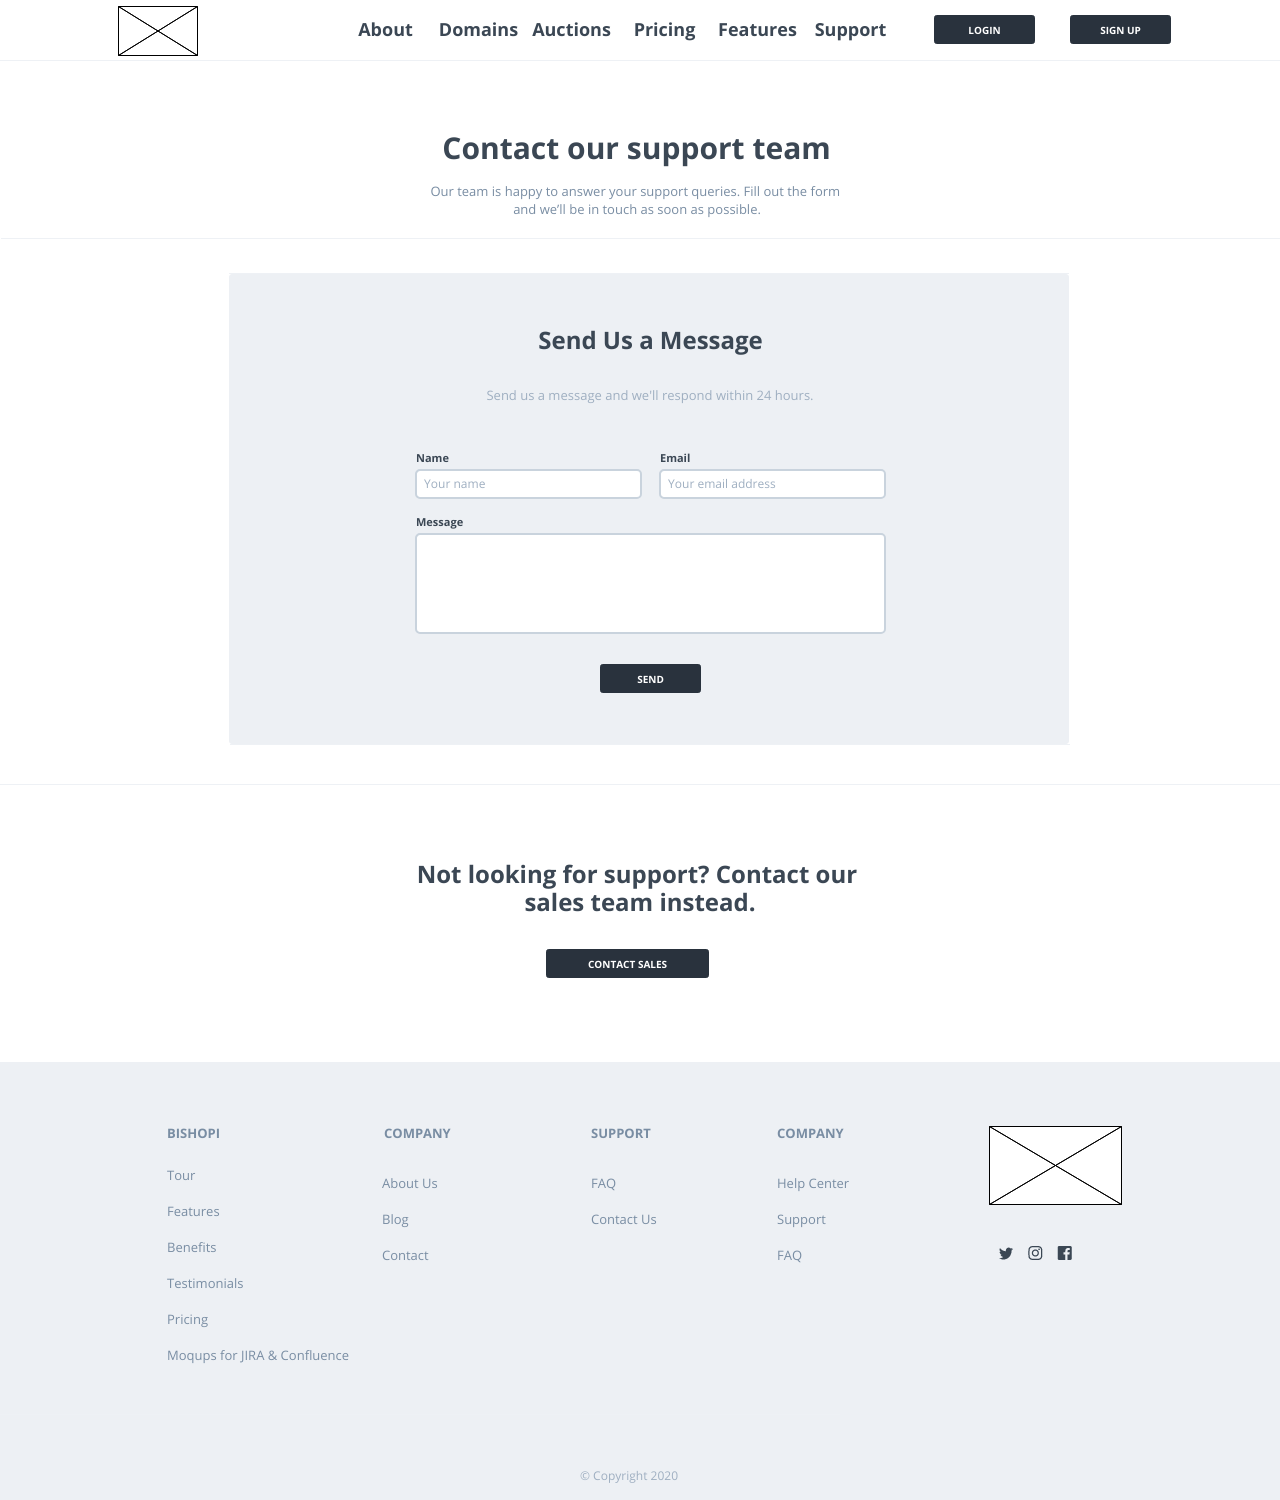 About Domains Auctions Pricing Features Support LOGIN SIGN UP
Contact our support team
Our team is happy to answer your support queries. Fill out the form
and we’ll be in touch as soon as possible.
Send Us a Message
Send us a message and we'll respond within 24 hours.
Name Email
Your name Your email address
Message
SEND
Not looking for support? Contact our
sales team instead.
CONTACT SALES
BISHOPI
Tour
Features
Benefits
Testimonials
Pricing
Moqups for JIRA & Confluence
COMPANY
About Us
Blog
Contact
SUPPORT
FAQ
Contact Us
COMPANY
Help Center
Support
FAQ
© Copyright 2020